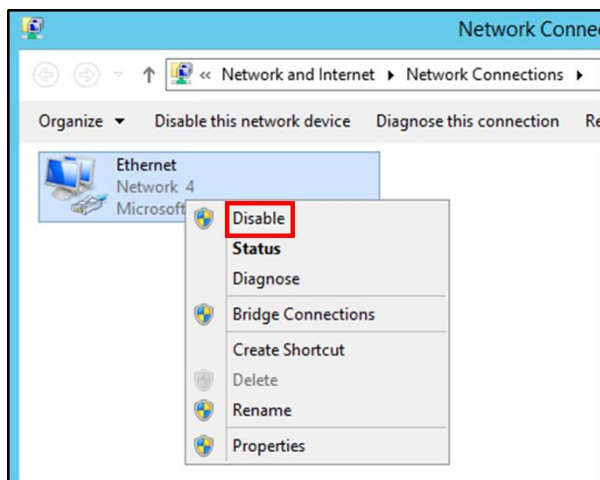 Network Conne
« Network and Internet Network Connections
Organize Disable this network device Diagnose this connection Re
Ethernet
Network 4
Microsoft
Disable
Status
Diagnose
Bridge Connections
Create Shortcut
Delete
Rename
Properties